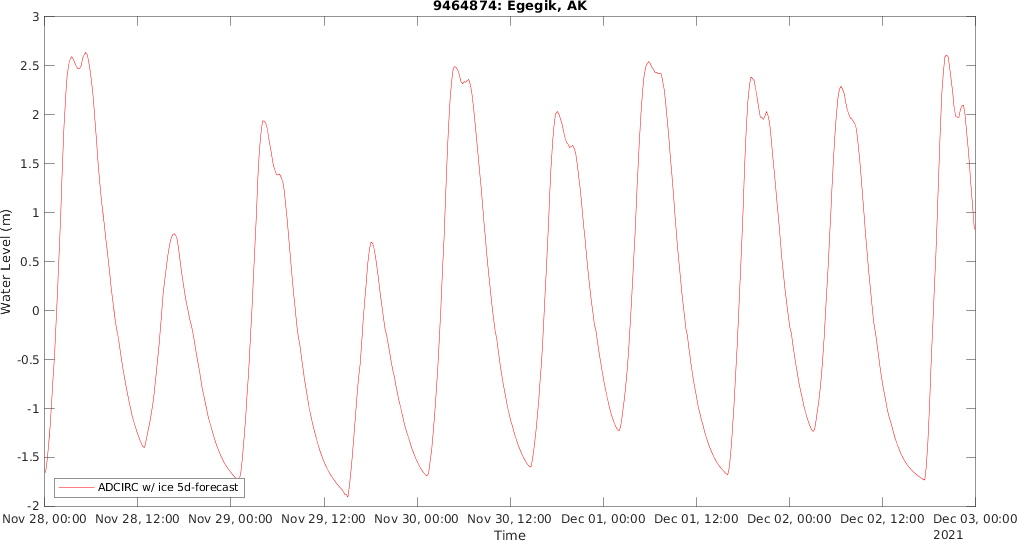 9464874: Egegik, AK
3
2.5
2
1.5
1
0.5
0
-0.5
-1
-1.5
-2
Water Level (m)
ADCIRC w/ ice 5d-forecast
Nov 28, 00:00 Nov 28, 12:00 Nov 29, 00:00 Nov 29, 12:00 Nov 30, 00:00 Nov 30, 12:00 Dec 01, 00:00 Dec 01, 12:00 Dec 02, 00:00 Dec 02, 12:00 Dec 03, 00:00
Time
2021